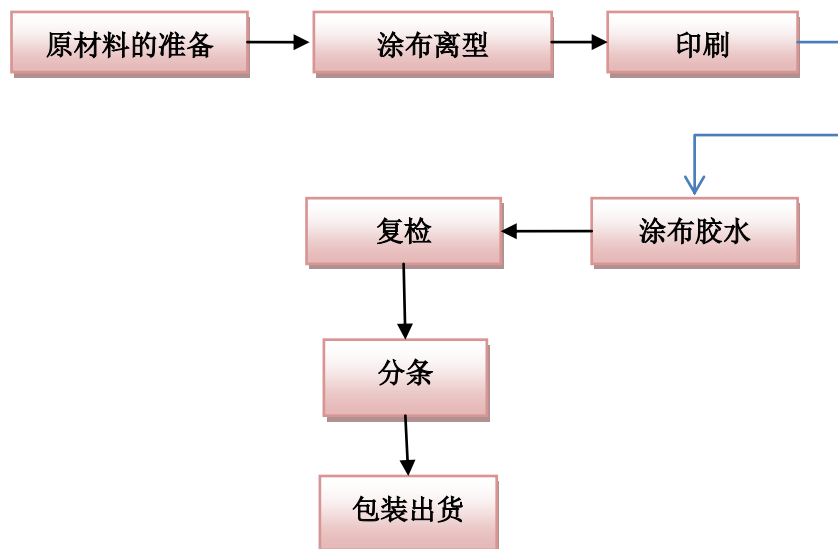 原材料的准备
涂布离型
印刷
涂布胶水
复检
分条
包装出货